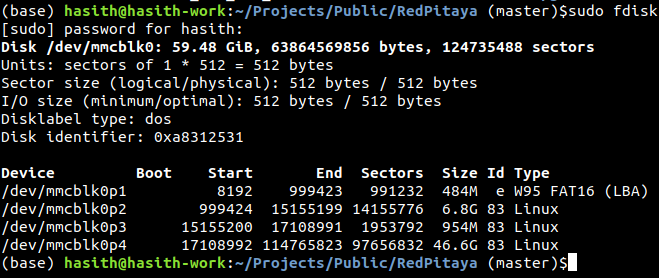 (base) hasith@hasith-work:~/Projects/Public/RedPitaya (master)$sudo fdisk
[sudo] password for hasith:
Disk /dev/mmcblk0: 59.48 GiB, 63864569856 bytes, 124735488 sectors
Units: sectors of 1 * 512 = 512 bytes
Sector size (logical/physical): 512 bytes / 512 bytes
I/O size (minimum/optimal): 512 bytes / 512 bytes
Disklabel type: dos
Disk identifier: 0xa8312531
Device         Boot    Start       End  Sectors  Size Id Type
/dev/mmcblk0p1          8192    999423   991232  484M  e W95 FAT16 (LBA)
/dev/mmcblk0p2        999424  15155199 14155776  6.8G 83 Linux
/dev/mmcblk0p3      15155200  17108991  1953792  954M 83 Linux
/dev/mmcblk0p4      17108992 114765823 97656832 46.6G 83 Linux
(base) hasith@hasith-work:~/Projects/Public/RedPitaya (master)$